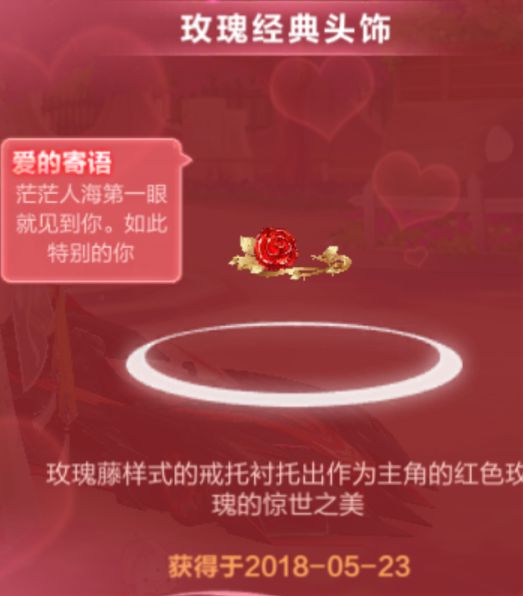 玫瑰经典头饰
爱的寄语
茫茫人海第一眼
就见到你。如此
特别的你
玫瑰藤样式的戒托衬托出作为主角的红色玫
瑰的惊世之美
获得于2018-05-23